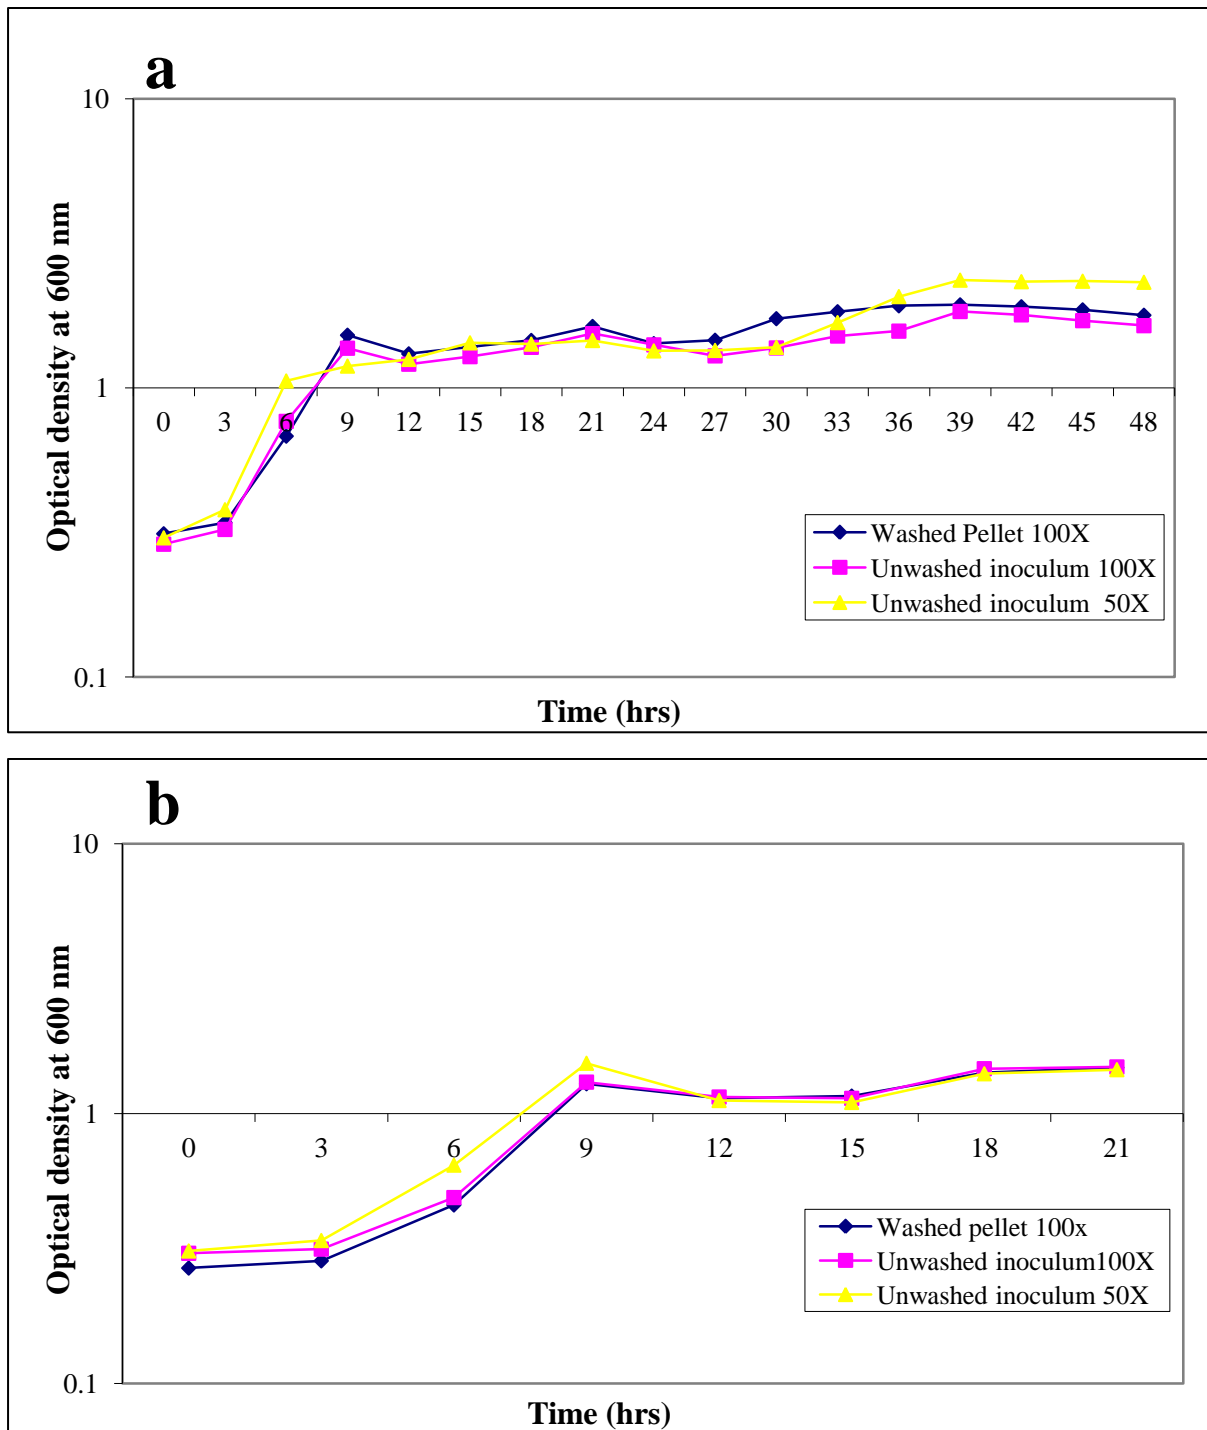 a
10
1
0.1
Optical density at 600 nm
0 3 6 9 12 15 18 21 24 27 30 33 36 39 42 45 48
Washed Pellet 100X
Unwashed inoculum 100X
Unwashed inoculum 50X
Time (hrs)
b
10
1
0.1
Optical density at 600 nm
0 3 6 9 12 15 18 21
Washed pellet 100x
Unwashed inoculum100X
Unwashed inoculum 50X
Time (hrs)